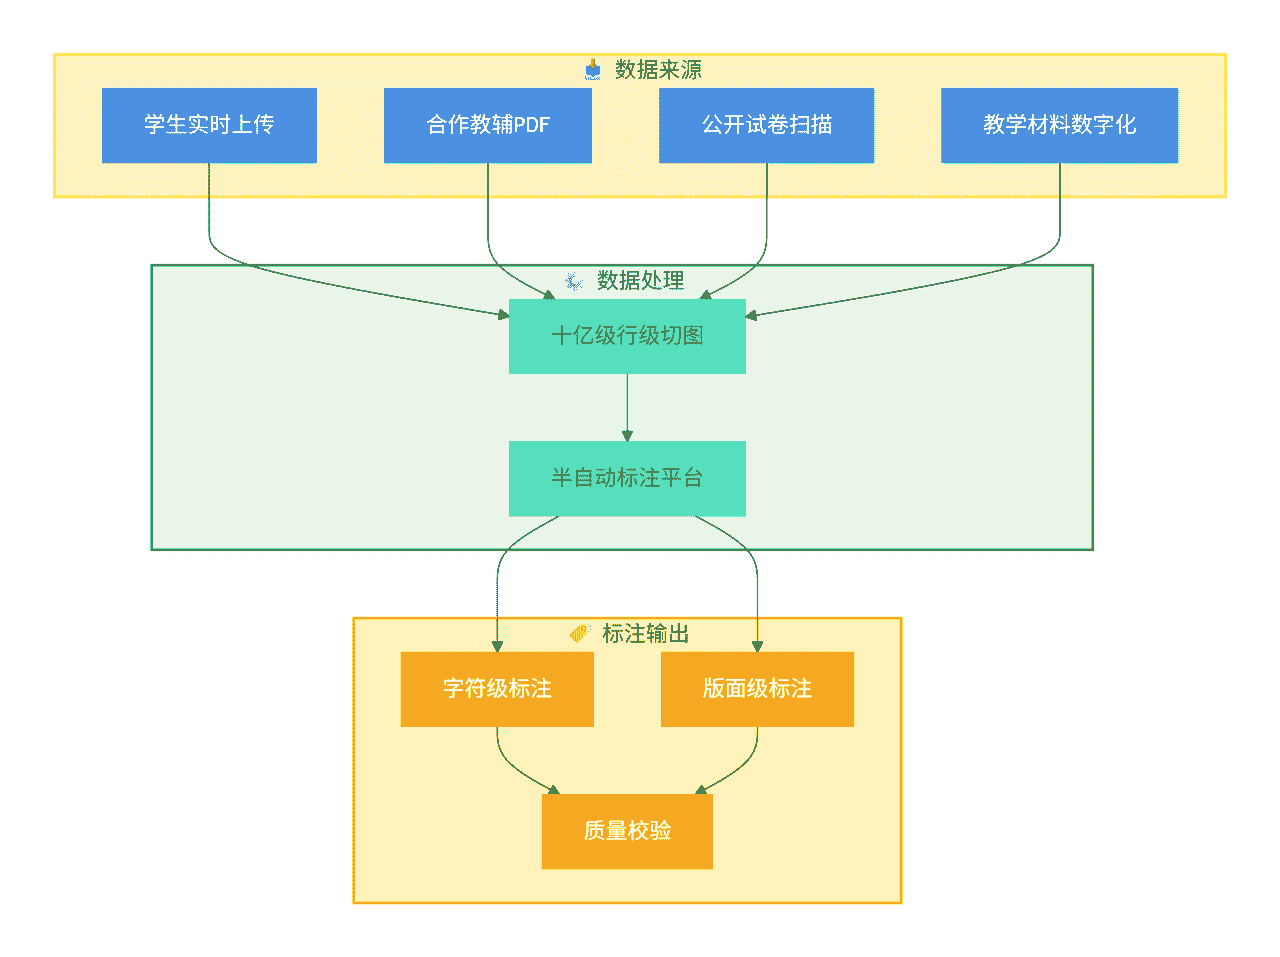 数据来源
学生实时上传
合作教辅PDF
公开试卷扫描
教学材料数字化
数据处理
十亿级行级切图
半自动标注平台
标注输出
字符级标注
版面级标注
质量校验